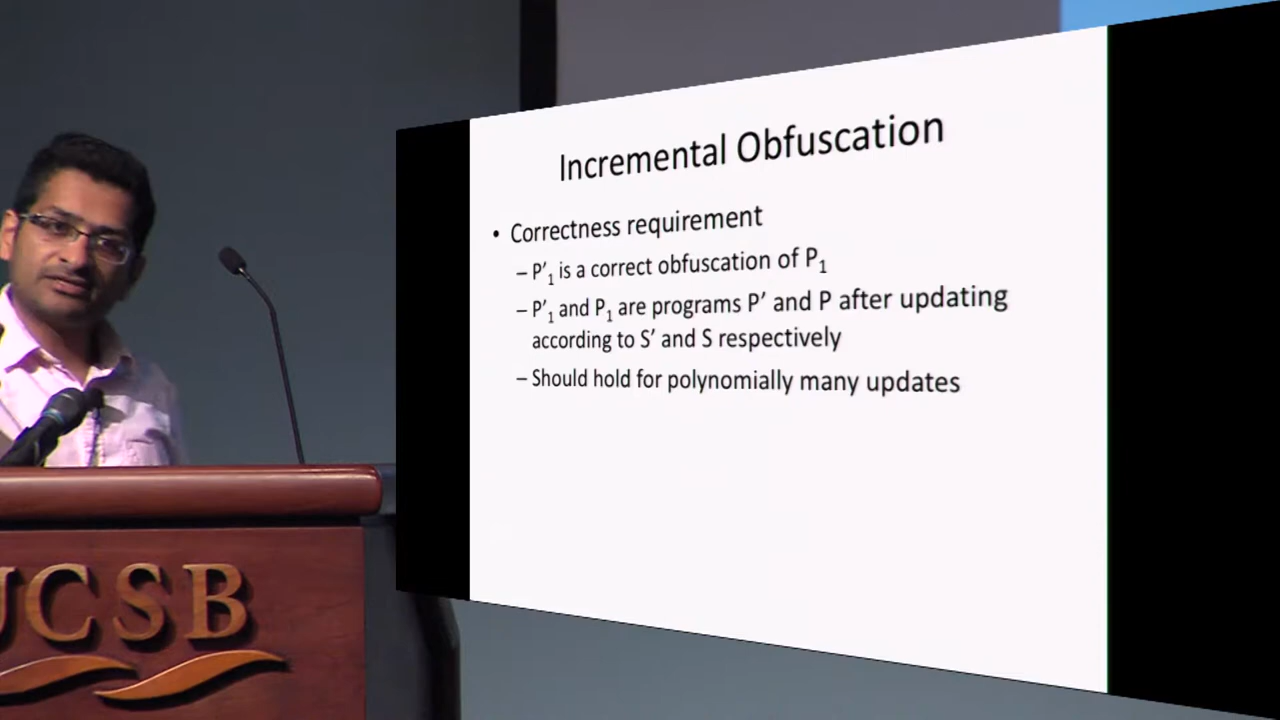 Incremental Obfuscation
• Correctness requirement
– P′₁ is a correct obfuscation of P₁
– P′₁ and P₁ are programs P′ and P after updating
according to S′ and S respectively
– Should hold for polynomially many updates
UCSB